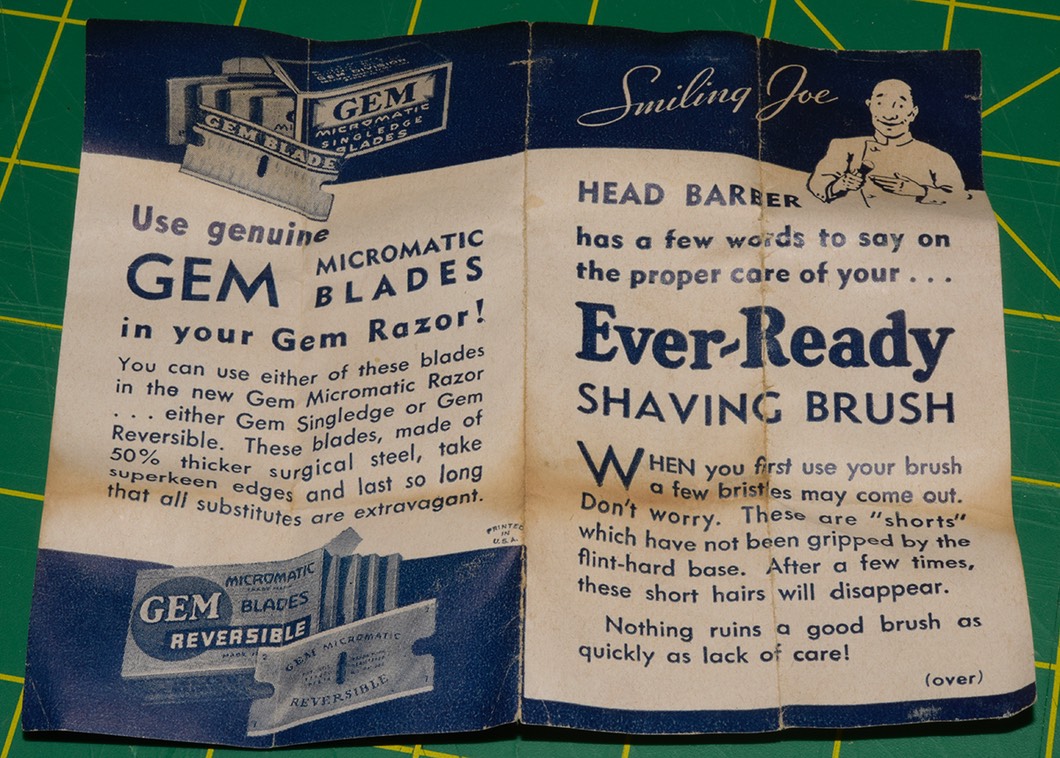 GEM
MICROMATIC
SINGLEDGE
BLADES
GEM BLADE
Use genuine
GEM MICROMATIC
BLADES
in your Gem Razor!
You can use either of these blades
in the new Gem Micromatic Razor
. . . either Gem Singledge or Gem
Reversible. These blades, made of
50% thicker surgical steel, take
superkeen edges and last so long
that all substitutes are extravagant.
PRINTED
IN
U.S.A.
MICROMATIC
GEM BLADES
REVERSIBLE
MADE
GEM MICROMATIC
REVERSIBLE
Smiling Joe
HEAD BARBER
has a few words to say on
the proper care of your . . .
Ever-Ready
SHAVING BRUSH
WHEN you first use your brush
a few bristles may come out.
Don't worry. These are "shorts"
which have not been gripped by the
flint-hard base. After a few times,
these short hairs will disappear.
Nothing ruins a good brush as
quickly as lack of care!
(over)